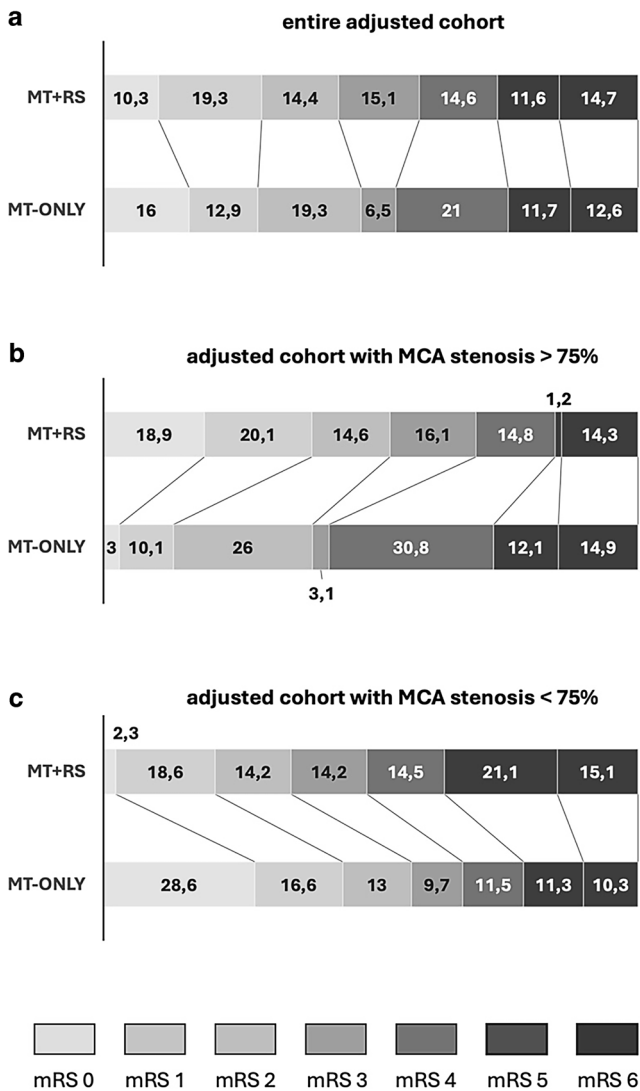 a
entire adjusted cohort
MT+RS 10,3 19,3 14,4 15,1 14,6 11,6 14,7
MT-ONLY 16 12,9 19,3 6,5 21 11,7 12,6
b
adjusted cohort with MCA stenosis > 75%
1,2
MT+RS 18,9 20,1 14,6 16,1 14,8 14,3
MT-ONLY 3 10,1 26 30,8 12,1 14,9
3,1
c
adjusted cohort with MCA stenosis < 75%
2,3
MT+RS 18,6 14,2 14,2 14,5 21,1 15,1
MT-ONLY 28,6 16,6 13 9,7 11,5 11,3 10,3
mRS 0 mRS 1 mRS 2 mRS 3 mRS 4 mRS 5 mRS 6